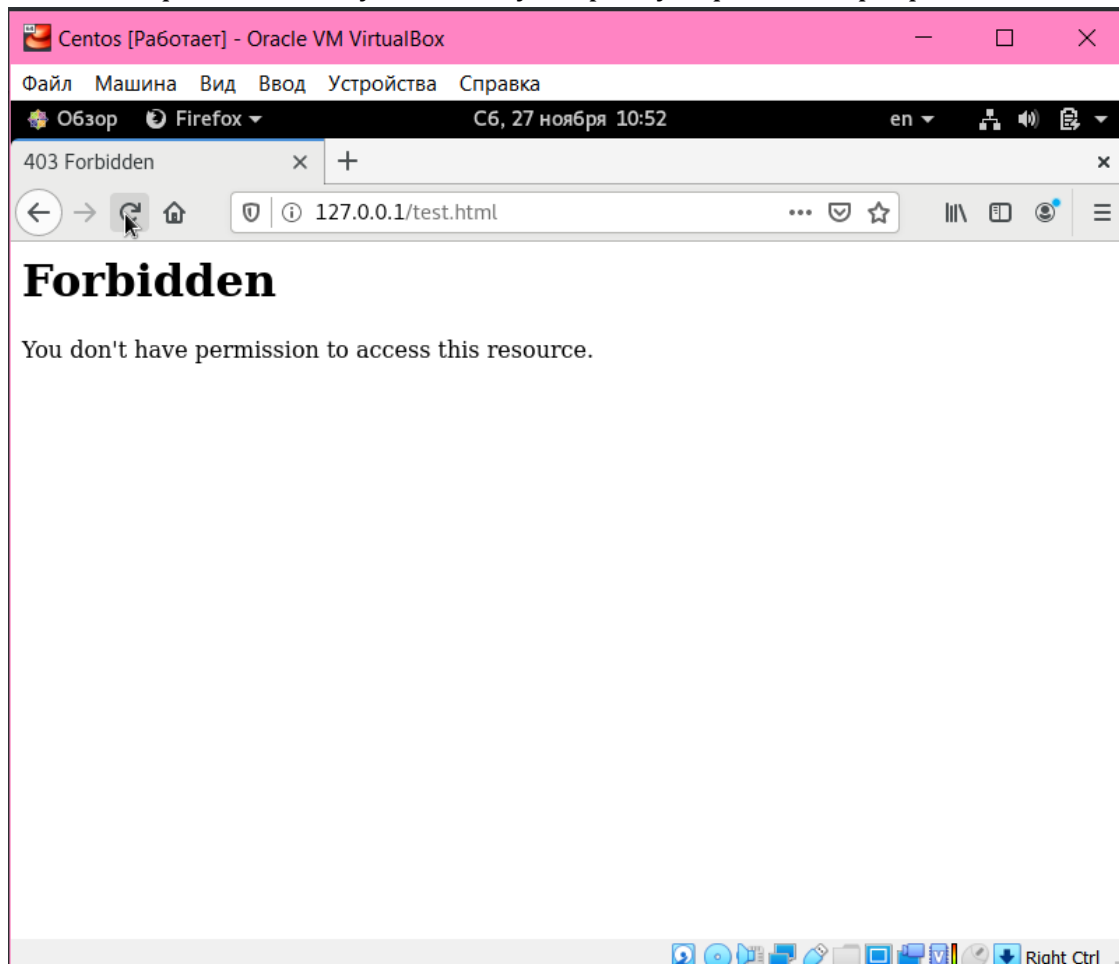 Centos [Работает] - Oracle VM VirtualBox
Файл Машина Вид Ввод Устройства Справка
Обзор Firefox Сб, 27 ноября 10:52 en
403 Forbidden
127.0.0.1/test.html
Forbidden
You don't have permission to access this resource.
Right Ctrl